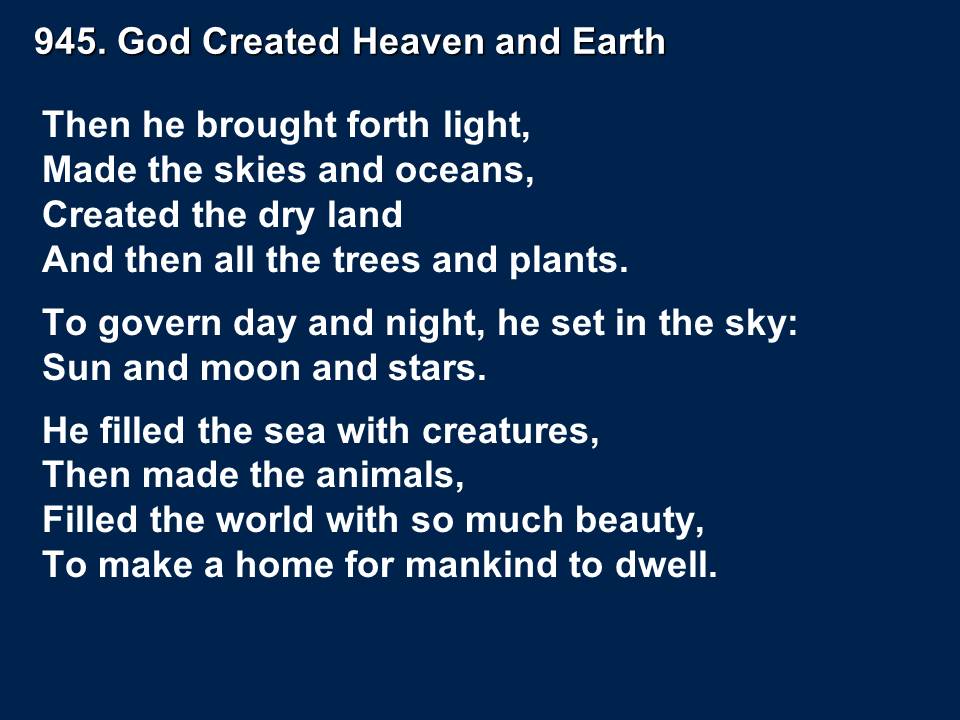 945. God Created Heaven and Earth
Then he brought forth light,
Made the skies and oceans,
Created the dry land
And then all the trees and plants.
To govern day and night, he set in the sky:
Sun and moon and stars.
He filled the sea with creatures,
Then made the animals,
Filled the world with so much beauty,
To make a home for mankind to dwell.